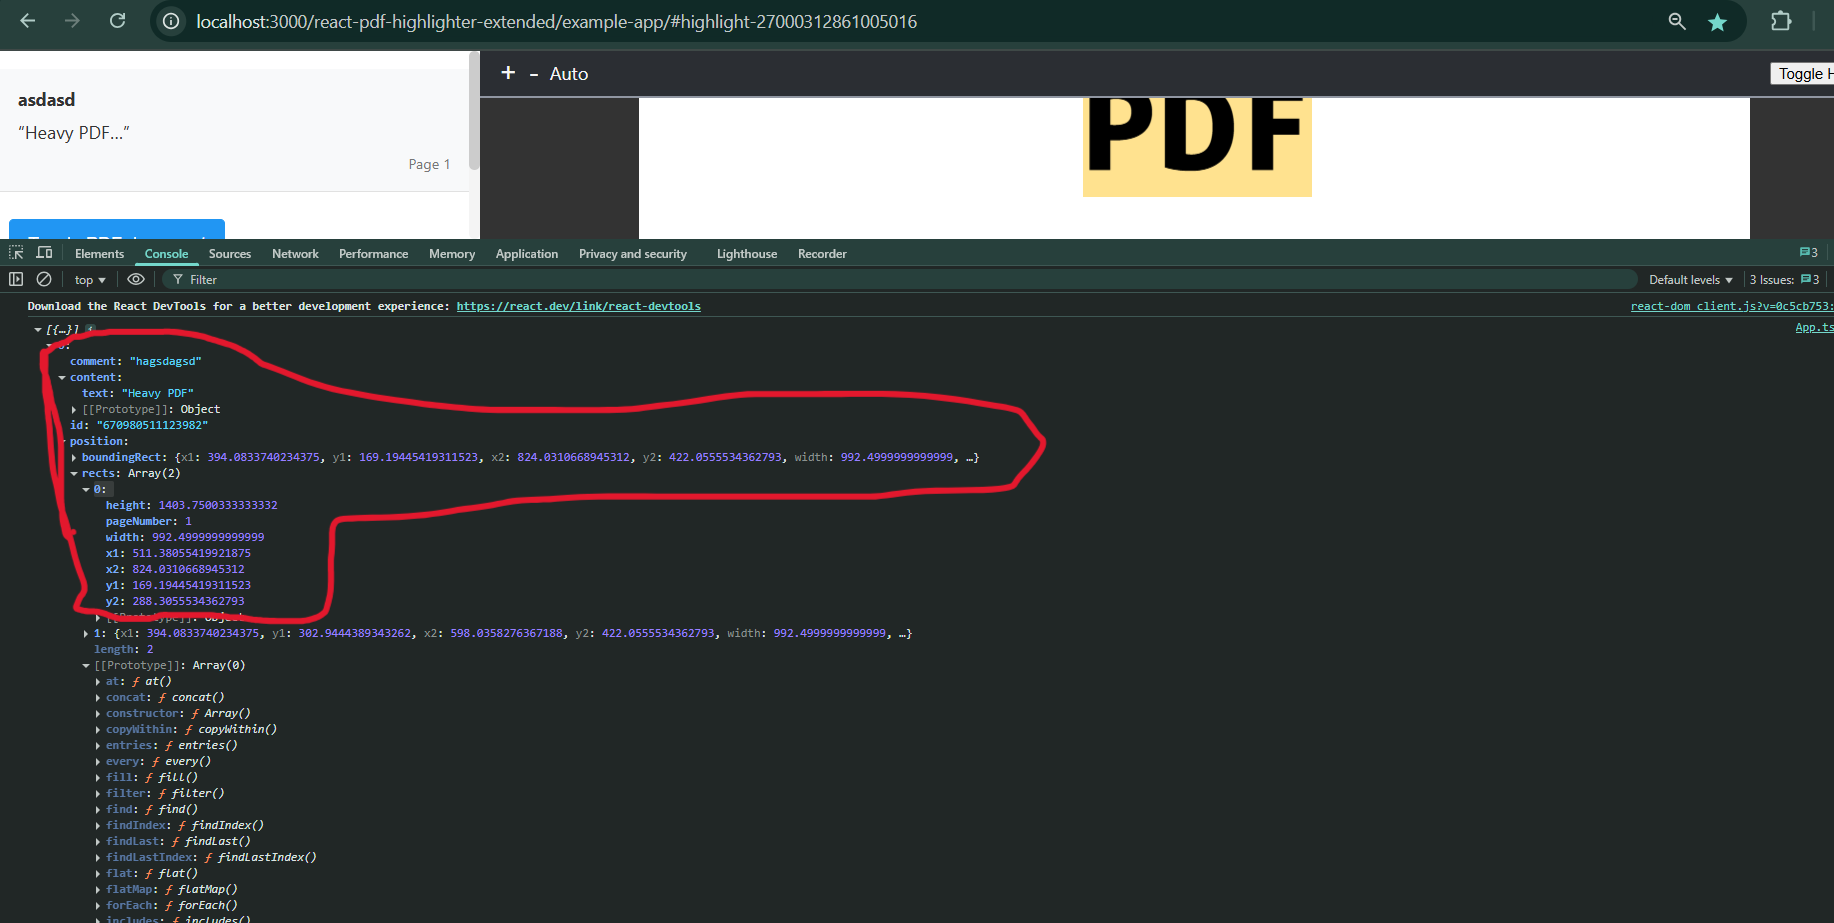 localhost:3000/react-pdf-highlighter-extended/example-app/#highlight-27000312861005016
asdasd
“Heavy PDF…”
Page 1
+ - Auto
Toggle H
PDF
Elements Console Sources Network Performance Memory Application Privacy and security Lighthouse Recorder 3
top Filter Default levels 3 Issues: 3
Download the React DevTools for a better development experience: https://react.dev/link/react-devtools react-dom_client.js?v=0c5cb753:
[{…}] App.ts
comment: "hagsdagsd"
content:
text: "Heavy PDF"
[[Prototype]]: Object
id: "670980511123982"
position:
boundingRect: {x1: 394.0833740234375, y1: 169.19445419311523, x2: 824.0310668945312, y2: 422.0555534362793, width: 992.4999999999999, …}
rects: Array(2)
0:
height: 1403.7500333333332
pageNumber: 1
width: 992.4999999999999
x1: 511.38055419921875
x2: 824.0310668945312
y1: 169.19445419311523
y2: 288.3055534362793
[[Prototype]]: Object
1: {x1: 394.0833740234375, y1: 302.9444389343262, x2: 598.0358276367188, y2: 422.0555534362793, width: 992.4999999999999, …}
length: 2
[[Prototype]]: Array(0)
at: ƒ at()
concat: ƒ concat()
constructor: ƒ Array()
copyWithin: ƒ copyWithin()
entries: ƒ entries()
every: ƒ every()
fill: ƒ fill()
filter: ƒ filter()
find: ƒ find()
findIndex: ƒ findIndex()
findLast: ƒ findLast()
findLastIndex: ƒ findLastIndex()
flat: ƒ flat()
flatMap: ƒ flatMap()
forEach: ƒ forEach()
includes: ƒ includes()